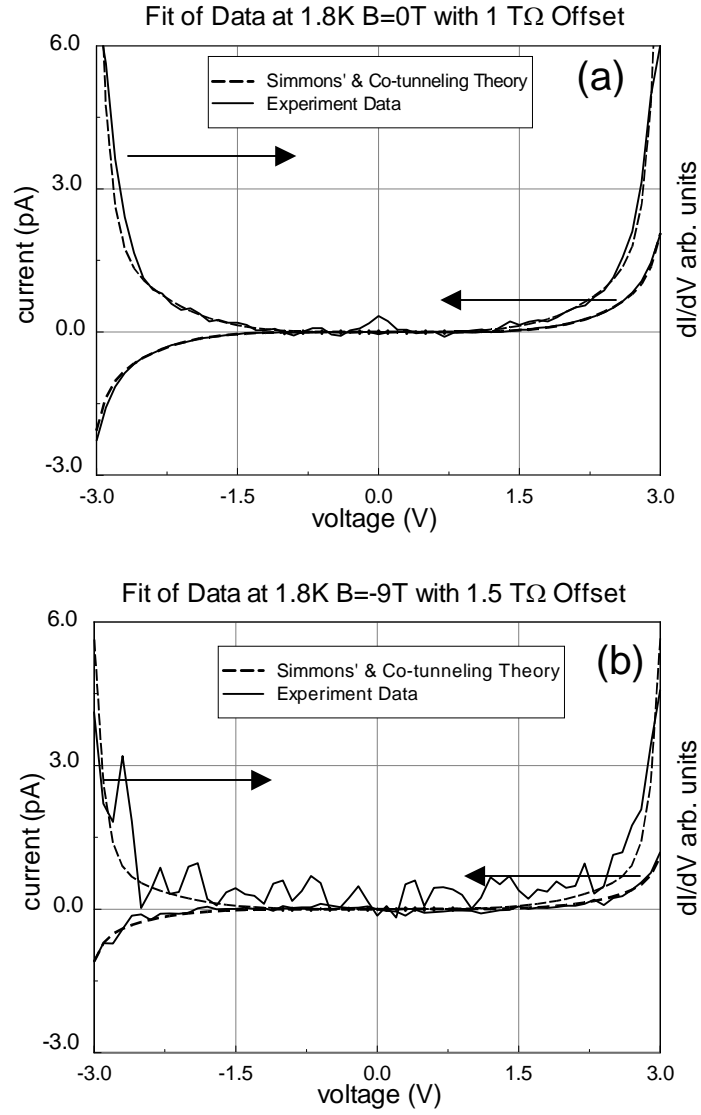 Fit of Data at 1.8K B=0T with 1 TΩ Offset
6.0
(a)
Simmons' & Co-tunneling Theory
Experiment Data
3.0
current (pA)
dI/dV arb. units
0.0
-3.0
-3.0 -1.5 0.0 1.5 3.0
voltage (V)
Fit of Data at 1.8K B=-9T with 1.5 TΩ Offset
6.0
(b)
Simmons' & Co-tunneling Theory
Experiment Data
3.0
current (pA)
dI/dV arb. units
0.0
-3.0
-3.0 -1.5 0.0 1.5 3.0
voltage (V)